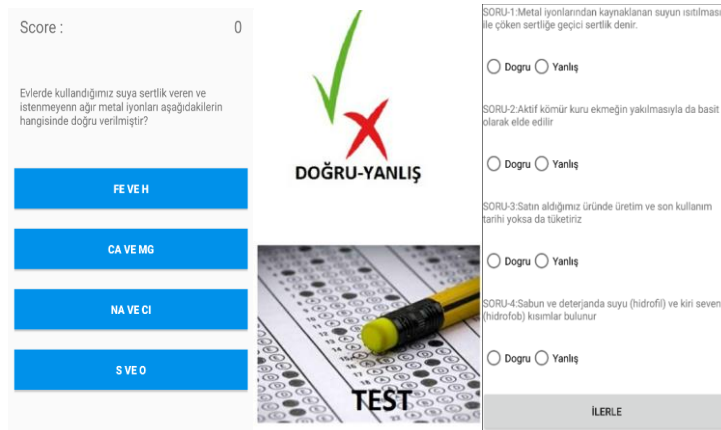 Score : 0
Evlerde kullandığımız suya sertlik veren ve
istenmeyenn ağır metal iyonları aşağıdakilerin
hangisinde doğru verilmiştir?
FE VE H
CA VE MG
NA VE CI
S VE O
DOĞRU-YANLIŞ
TEST
SORU-1:Metal iyonlarından kaynaklanan suyun ısıtılması
ile çöken sertliğe geçici sertlik denir.
Dogru Yanlış
SORU-2:Aktif kömür kuru ekmeğin yakılmasıyla da basit
olarak elde edilir
Dogru Yanlış
SORU-3:Satın aldığımız üründe üretim ve son kullanım
tarihi yoksa da tüketiriz
Dogru Yanlış
SORU-4:Sabun ve deterjanda suyu (hidrofil) ve kiri seven
(hidrofob) kısımlar bulunur
Dogru Yanlış
İLERLE